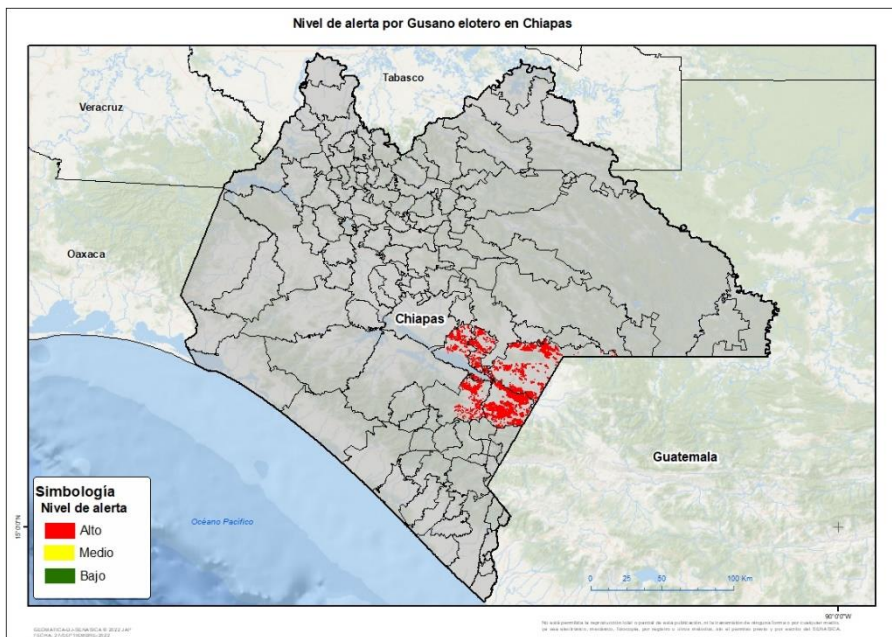 Nivel de alerta por Gusano elotero en Chiapas
Tabasco
Veracruz
Oaxaca
Chiapas
Guatemala
Simbología
Nivel de alerta
Alto
Medio
Bajo
Océano Pacífico
0 25 50 100 Km
90°0'0"W